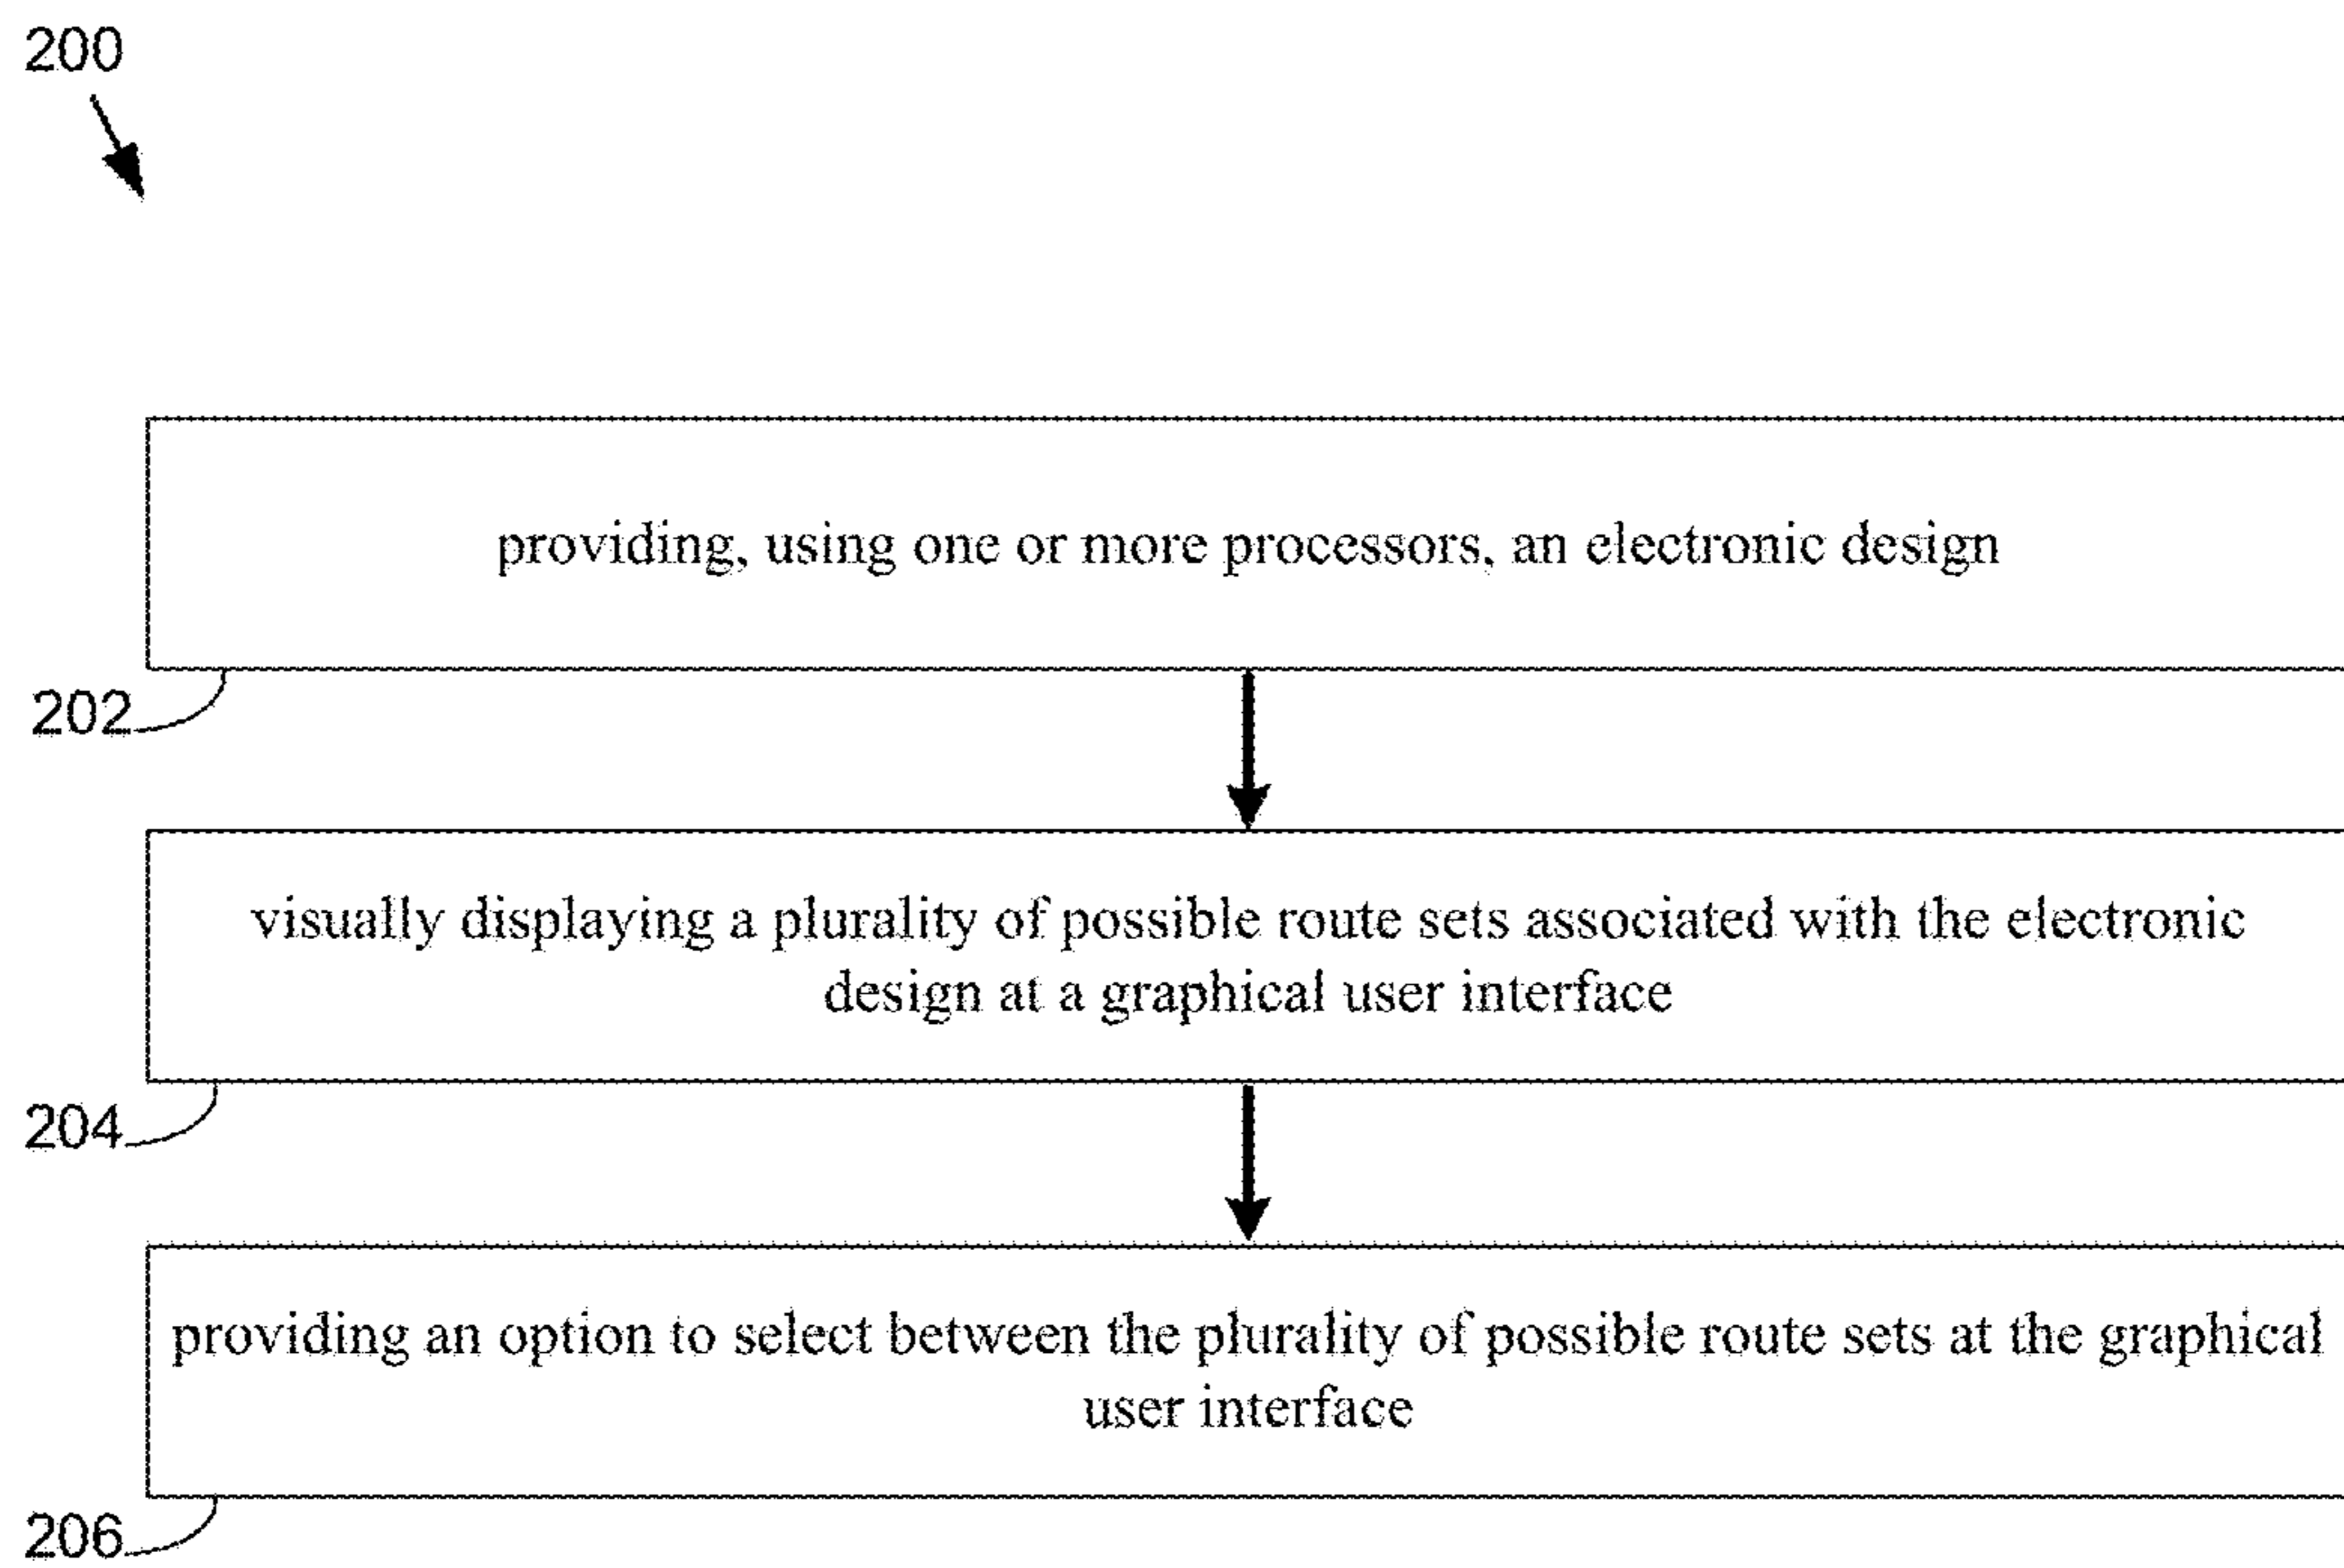 200
providing, using one or more processors, an electronic design
202
visually displaying a plurality of possible route sets associated with the electronic
design at a graphical user interface
204
providing an option to select between the plurality of possible route sets at the graphical
user interface
206